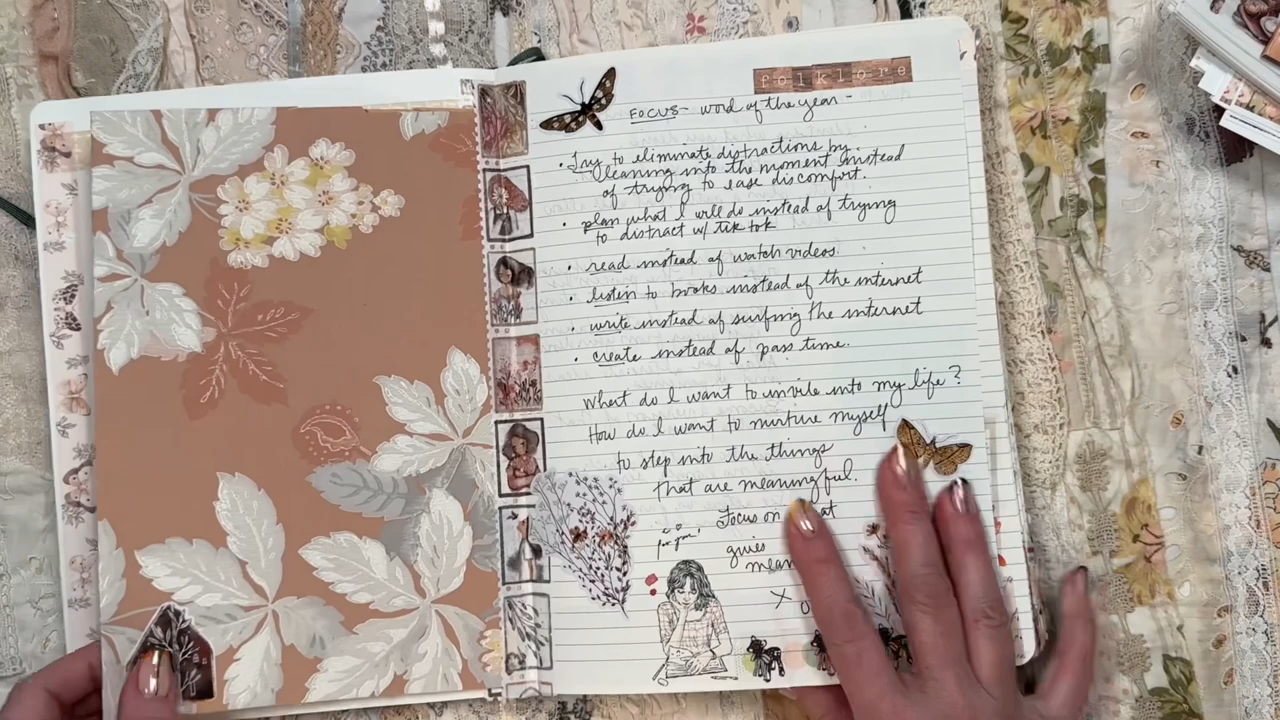 folklore
FOCUS - word of the year -
• Try to eliminate distractions by
leaning into the moment instead
of trying to ease discomfort.
• plan what I will do instead of trying
to distract w/ tik tok
• read instead of watch videos.
• listen to books instead of the internet
• write instead of surfing the internet
• create instead of pass time.
What do I want to invite into my life?
How do I want to nurture myself
to step into the things
that are meaningful.
for you.
Focus on
gives
X O